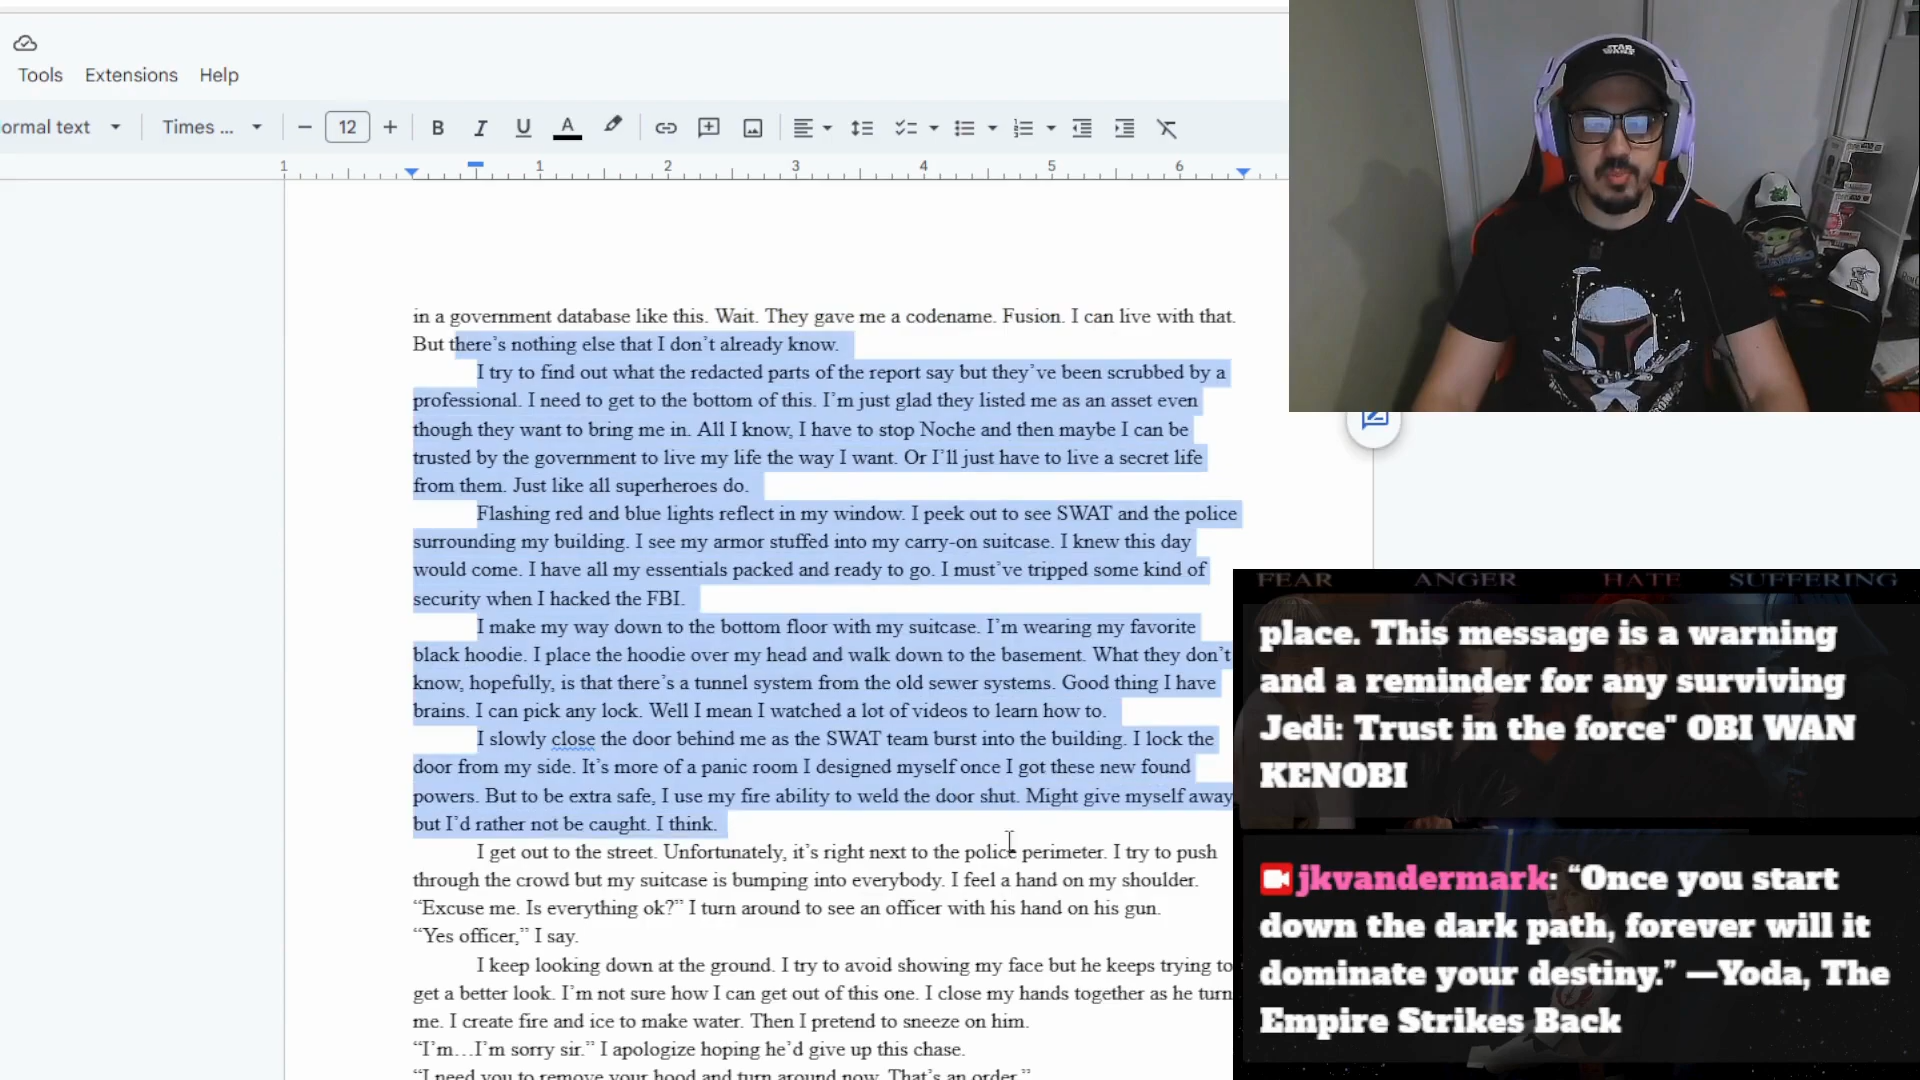 Tools Extensions Help
ormal text Times ... 12 B I U A
1 1 2 3 4 5 6
STAR WARS
in a government database like this. Wait. They gave me a codename. Fusion. I can live with that.
But there's nothing else that I don't already know.
I try to find out what the redacted parts of the report say but they've been scrubbed by a
professional. I need to get to the bottom of this. I'm just glad they listed me as an asset even
though they want to bring me in. All I know, I have to stop Noche and then maybe I can be
trusted by the government to live my life the way I want. Or I'll just have to live a secret life
from them. Just like all superheroes do.
Flashing red and blue lights reflect in my window. I peek out to see SWAT and the police
surrounding my building. I see my armor stuffed into my carry-on suitcase. I knew this day
would come. I have all my essentials packed and ready to go. I must've tripped some kind of
security when I hacked the FBI.
I make my way down to the bottom floor with my suitcase. I'm wearing my favorite
black hoodie. I place the hoodie over my head and walk down to the basement. What they don't
know, hopefully, is that there's a tunnel system from the old sewer systems. Good thing I have
brains. I can pick any lock. Well I mean I watched a lot of videos to learn how to.
I slowly close the door behind me as the SWAT team burst into the building. I lock the
door from my side. It's more of a panic room I designed myself once I got these new found
powers. But to be extra safe, I use my fire ability to weld the door shut. Might give myself away
but I'd rather not be caught. I think.
I get out to the street. Unfortunately, it's right next to the police perimeter. I try to push
through the crowd but my suitcase is bumping into everybody. I feel a hand on my shoulder.
“Excuse me. Is everything ok?” I turn around to see an officer with his hand on his gun.
“Yes officer,” I say.
I keep looking down at the ground. I try to avoid showing my face but he keeps trying to
get a better look. I'm not sure how I can get out of this one. I close my hands together as he turn
me. I create fire and ice to make water. Then I pretend to sneeze on him.
“I'm…I'm sorry sir.” I apologize hoping he'd give up this chase.
“I need you to remove your hood and turn around now. That's an order.”
FEAR ANGER HATE SUFFERING
place. This message is a warning
and a reminder for any surviving
Jedi: Trust in the force" OBI WAN
KENOBI
jkvandermark: “Once you start
down the dark path, forever will it
dominate your destiny.” —Yoda, The
Empire Strikes Back